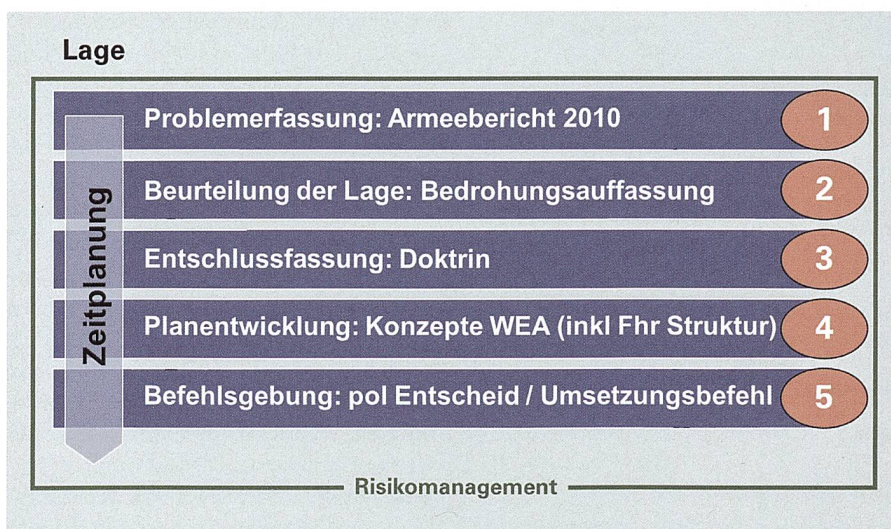 Lage
Zeitplanung
Problemerfassung: Armeebericht 2010 1
Beurteilung der Lage: Bedrohungsauffassung 2
Entschlussfassung: Doktrin 3
Planentwicklung: Konzepte WEA (inkl Fhr Struktur) 4
Befehlsgebung: pol Entscheid / Umsetzungsbefehl 5
Risikomanagement